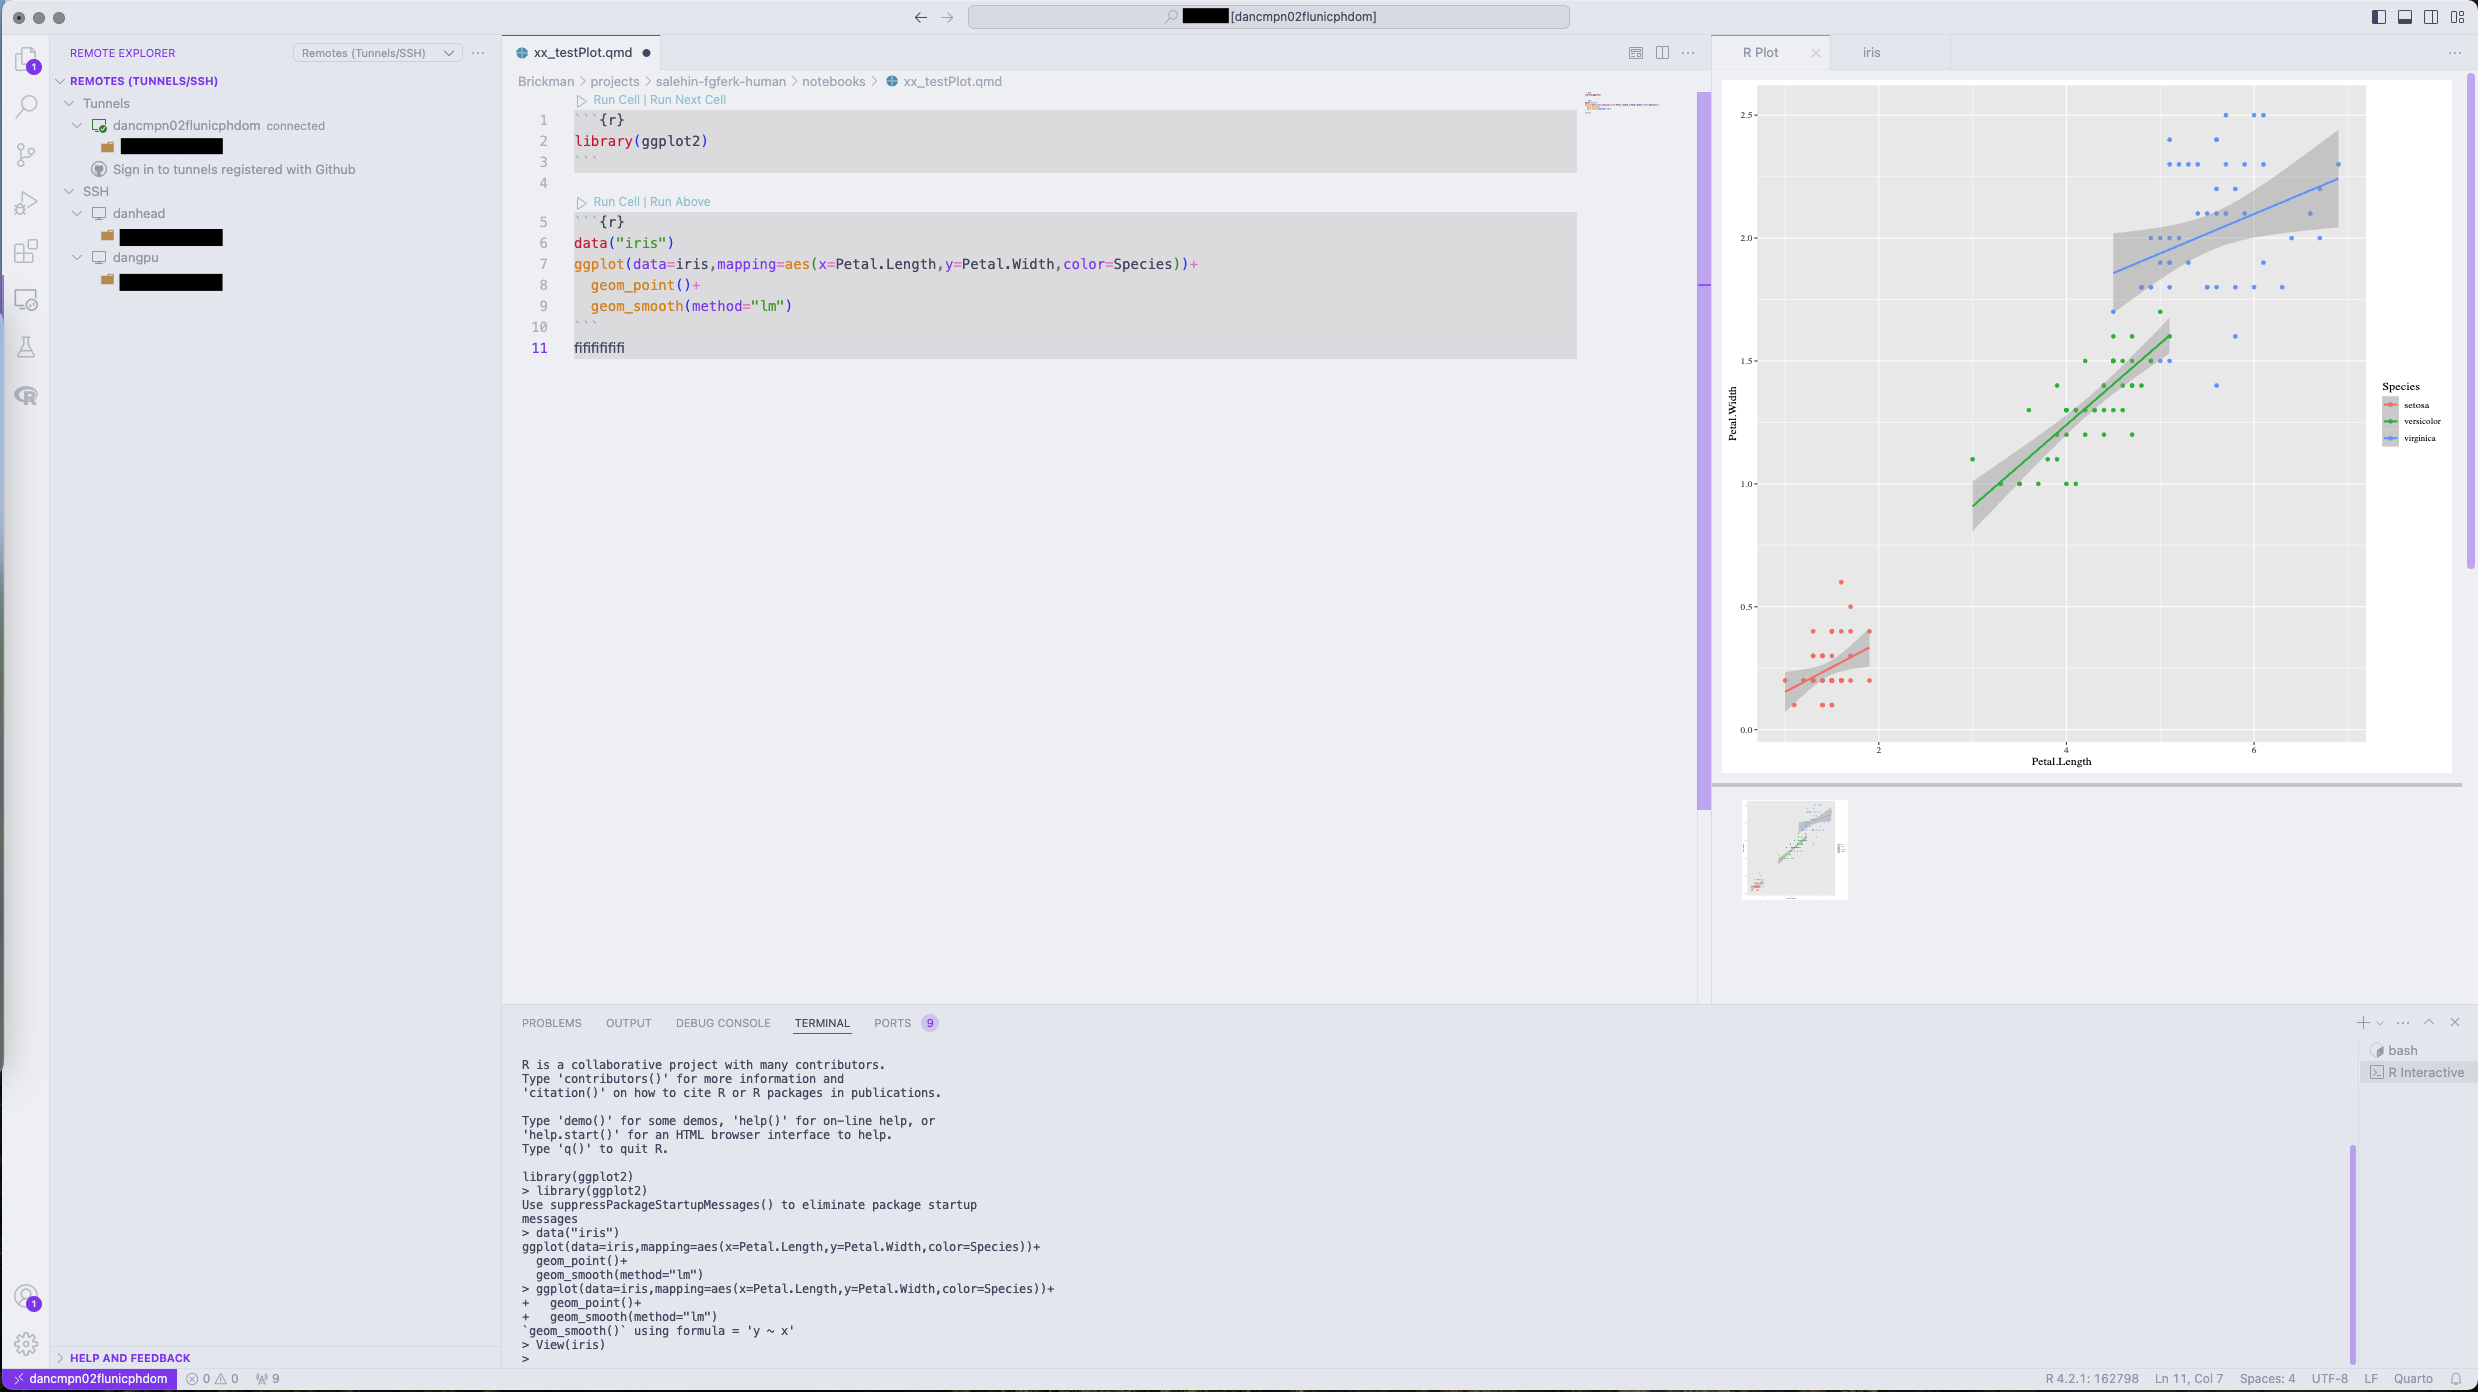 [dancmpn02flunicphdom]
REMOTE EXPLORER
Remotes (Tunnels/SSH)
REMOTES (TUNNELS/SSH)
Tunnels
dancmpn02flunicphdom connected
Sign in to tunnels registered with Github
SSH
danhead
dangpu
HELP AND FEEDBACK
1
1
xx_testPlot.qmd
Brickman > projects > salehin-fgferk-human > notebooks > xx_testPlot.qmd
Run Cell | Run Next Cell
1 ```{r}
2 library(ggplot2)
3 ```
4
Run Cell | Run Above
5 ```{r}
6 data("iris")
7 ggplot(data=iris,mapping=aes(x=Petal.Length,y=Petal.Width,color=Species))+
8 geom_point()+
9 geom_smooth(method="lm")
10 ```
11 fifififififi
R Plot
iris
2.5
2.0
1.5
1.0
0.5
0.0
Petal.Width
2 4 6
Petal.Length
Species
setosa
versicolor
virginica
PROBLEMS OUTPUT DEBUG CONSOLE TERMINAL PORTS 9
bash
R Interactive
R is a collaborative project with many contributors.
Type 'contributors()' for more information and
'citation()' on how to cite R or R packages in publications.
Type 'demo()' for some demos, 'help()' for on-line help, or
'help.start()' for an HTML browser interface to help.
Type 'q()' to quit R.
library(ggplot2)
> library(ggplot2)
Use suppressPackageStartupMessages() to eliminate package startup
messages
> data("iris")
ggplot(data=iris,mapping=aes(x=Petal.Length,y=Petal.Width,color=Species))+
geom_point()+
geom_smooth(method="lm")
> ggplot(data=iris,mapping=aes(x=Petal.Length,y=Petal.Width,color=Species))+
+ geom_point()+
+ geom_smooth(method="lm")
`geom_smooth()` using formula = 'y ~ x'
> View(iris)
>
dancmpn02flunicphdom 0 0 9
R 4.2.1: 162798 Ln 11, Col 7 Spaces: 4 UTF-8 LF Quarto